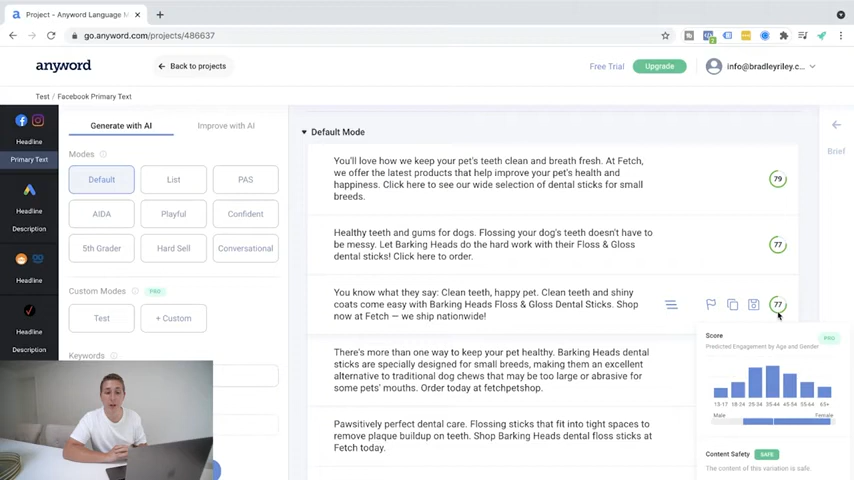 Project - Anyword Language M
go.anyword.com/projects/486637
anyword
Back to projects
Free Trial
Upgrade
info@bradleyriley.c...
Test / Facebook Primary Text
Generate with AI
Improve with AI
Modes
Default
List
PAS
AIDA
Playful
Confident
5th Grader
Hard Sell
Conversational
Custom Modes
PRO
Test
+ Custom
Keywords
Headline
Primary Text
Headline
Description
Headline
Headline
Description
Default Mode
You'll love how we keep your pet's teeth clean and breath fresh. At Fetch,
we offer the latest products that help improve your pet's health and
happiness. Click here to see our wide selection of dental sticks for small
breeds.
79
Healthy teeth and gums for dogs. Flossing your dog's teeth doesn't have to
be messy. Let Barking Heads do the hard work with their Floss & Gloss
dental sticks! Click here to order.
77
You know what they say: Clean teeth, happy pet. Clean teeth and shiny
coats come easy with Barking Heads Floss & Gloss Dental Sticks. Shop
now at Fetch — we ship nationwide!
77
There's more than one way to keep your pet healthy. Barking Heads dental
sticks are specially designed for small breeds, making them an excellent
alternative to traditional dog chews that may be too large or abrasive for
some pets' mouths. Order today at fetchpetshop.
Pawsitively perfect dental care. Flossing sticks that fit into tight spaces to
remove plaque buildup on teeth. Shop Barking Heads dental floss sticks at
Fetch today.
Brief
Score
PRO
Predicted Engagement by Age and Gender
13-17 18-24 25-34 35-44 45-54 55-64 65+
Male
Female
Content Safety
SAFE
The content of this variation is safe.